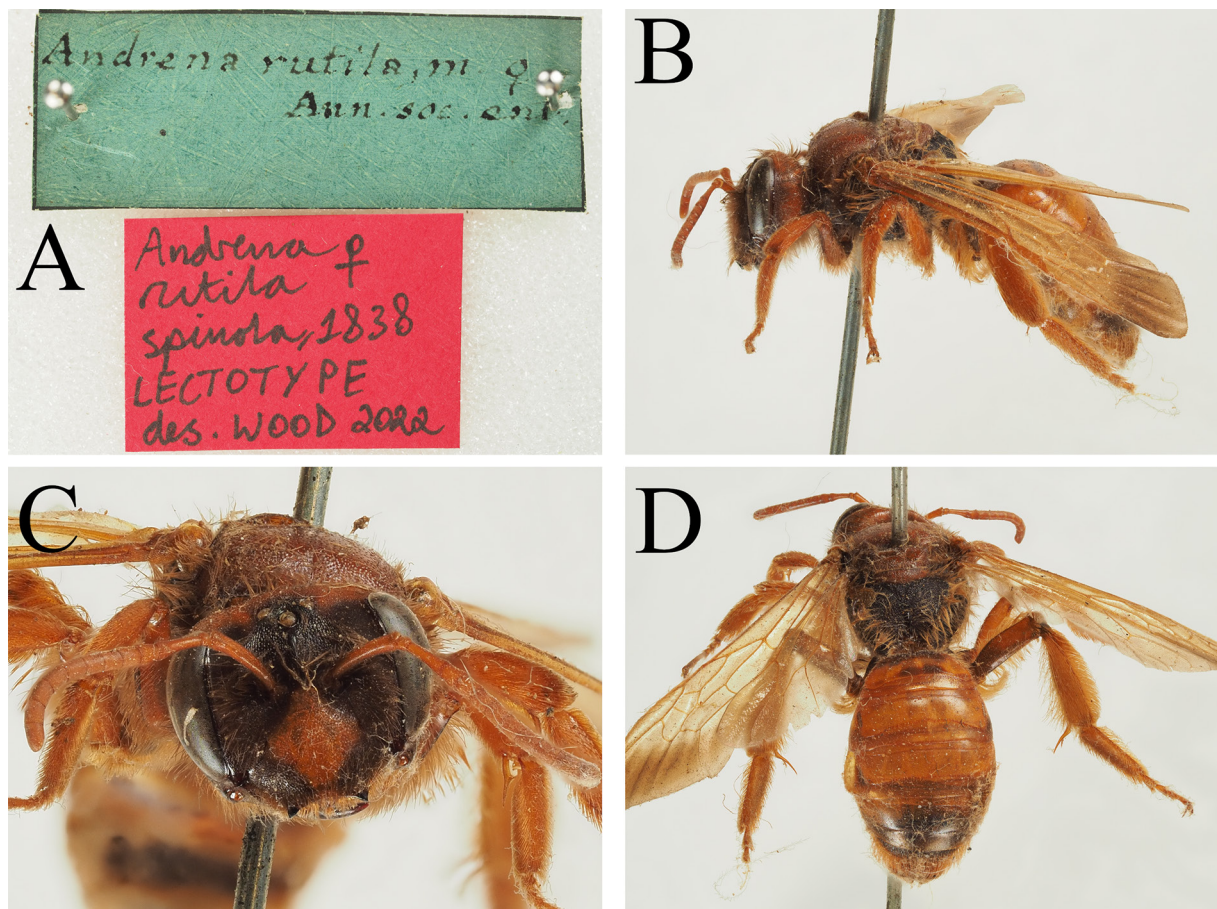 Andrena rutila, m. ♀
Ann. soc. ent.
A
Andrena ♀
rutila
spinola, 1838
LECTOTYPE
des. WOOD 2022
B
C
D